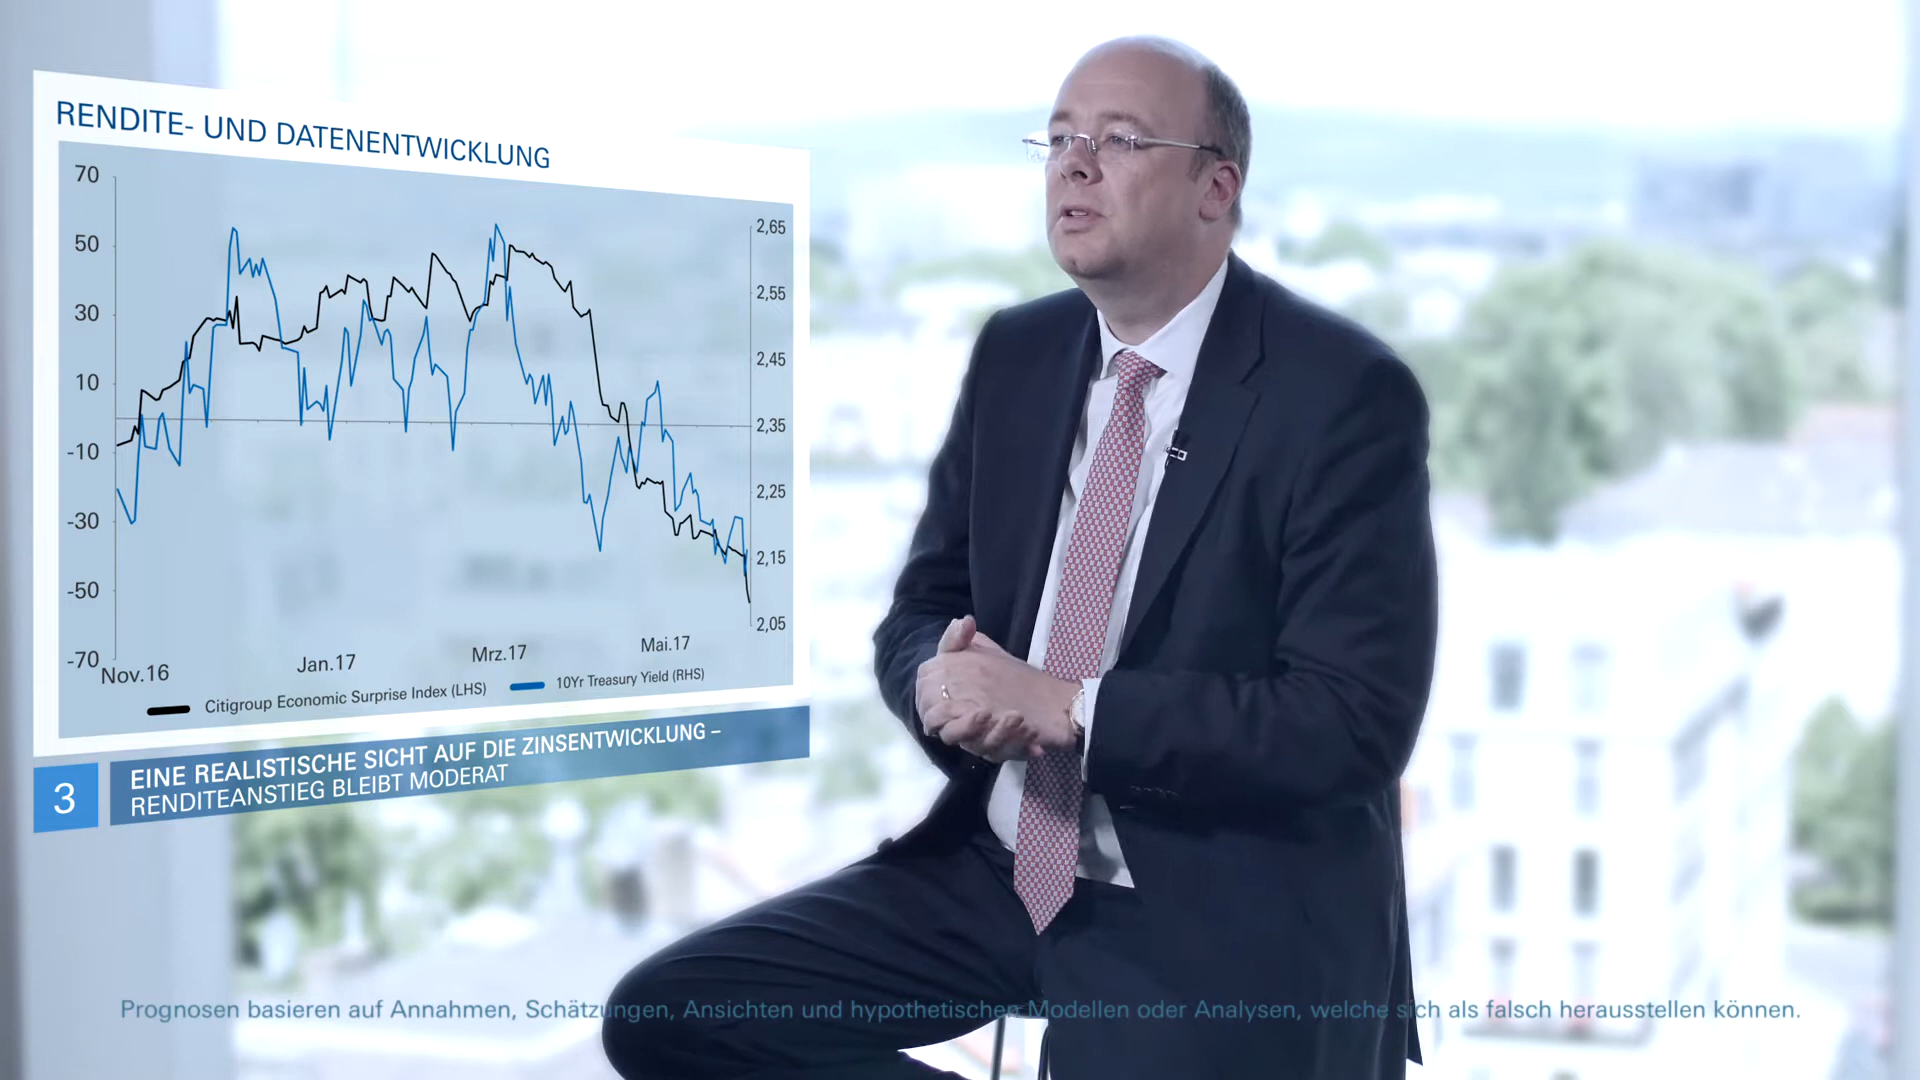 RENDITE- UND DATENENTWICKLUNG
70
50
30
10
-10
-30
-50
-70
2,65
2,55
2,45
2,35
2,25
2,15
2,05
Nov.16 Jan.17 Mrz.17 Mai.17
Citigroup Economic Surprise Index (LHS) 10Yr Treasury Yield (RHS)
3
EINE REALISTISCHE SICHT AUF DIE ZINSENTWICKLUNG –
RENDITEANSTIEG BLEIBT MODERAT
Prognosen basieren auf Annahmen, Schätzungen, Ansichten und hypothetischen Modellen oder Analysen, welche sich als falsch herausstellen können.